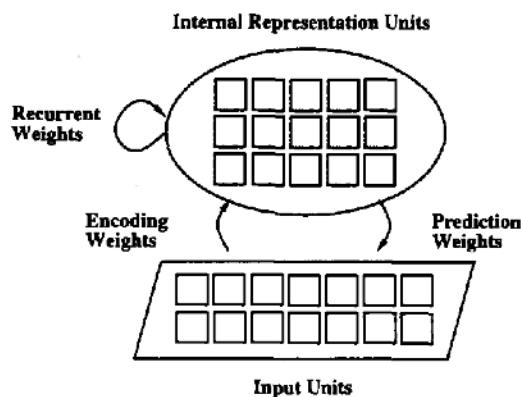 Internal Representation Units
Recurrent
Weights
Encoding
Weights
Prediction
Weights
Input Units